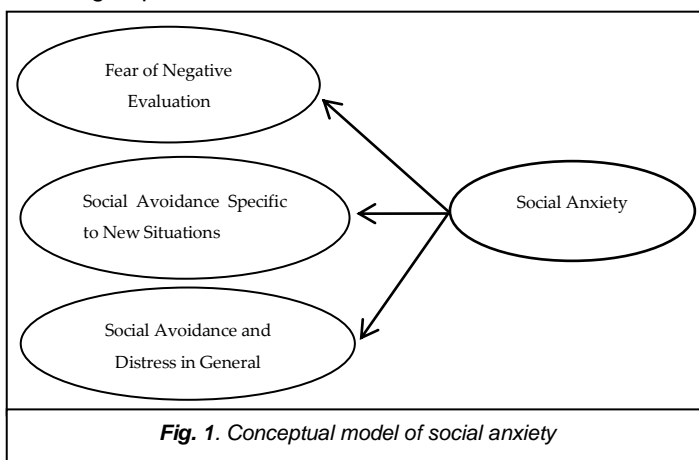 Fear of Negative
Evaluation
Social Avoidance Specific
to New Situations
Social Anxiety
Social Avoidance and
Distress in General
Fig. 1. Conceptual model of social anxiety